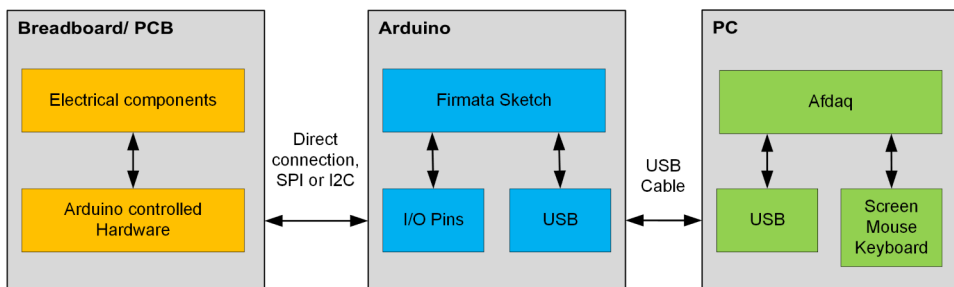 Breadboard/ PCB
Electrical components
Arduino controlled
Hardware
Direct
connection,
SPI or I2C
Arduino
Firmata Sketch
I/O Pins
USB
USB
Cable
PC
Afdaq
USB
Screen
Mouse
Keyboard